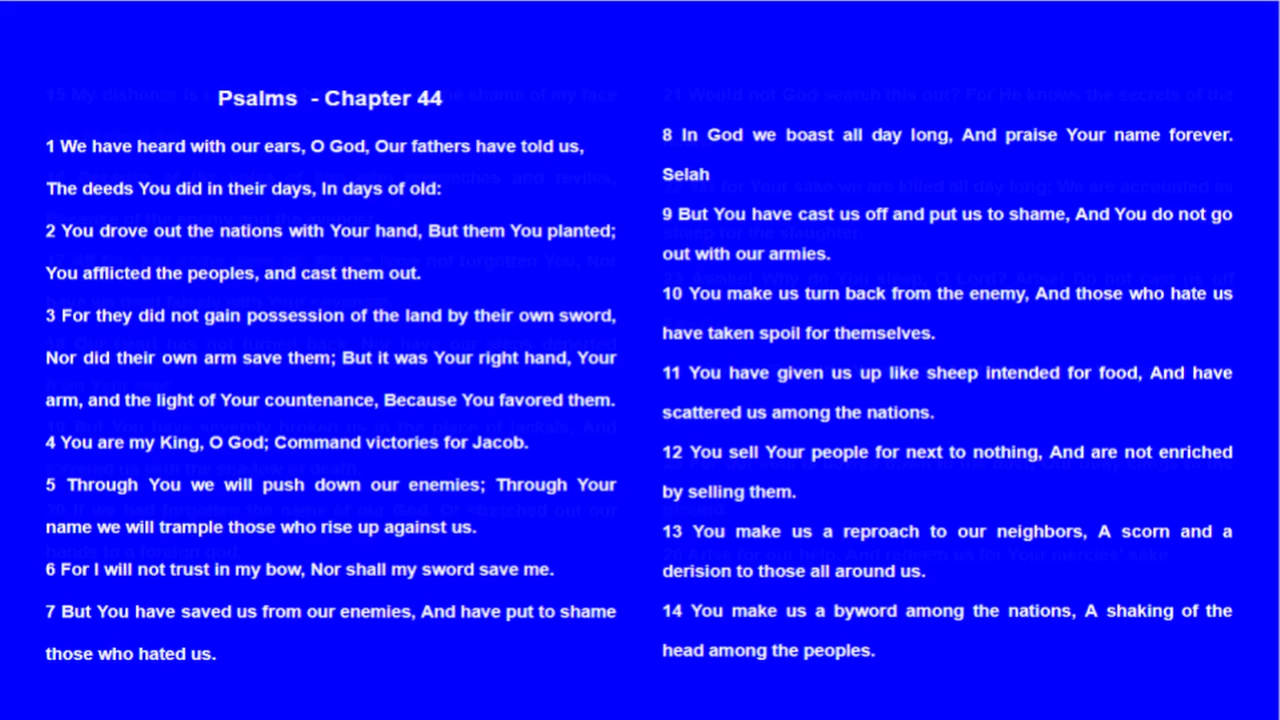 Psalms - Chapter 44
1 We have heard with our ears, O God, Our fathers have told us,
The deeds You did in their days, In days of old:
2 You drove out the nations with Your hand, But them You planted;
You afflicted the peoples, and cast them out.
3 For they did not gain possession of the land by their own sword,
Nor did their own arm save them; But it was Your right hand, Your
arm, and the light of Your countenance, Because You favored them.
4 You are my King, O God; Command victories for Jacob.
5 Through You we will push down our enemies; Through Your
name we will trample those who rise up against us.
6 For I will not trust in my bow, Nor shall my sword save me.
7 But You have saved us from our enemies, And have put to shame
those who hated us.
8 In God we boast all day long, And praise Your name forever.
Selah
9 But You have cast us off and put us to shame, And You do not go
out with our armies.
10 You make us turn back from the enemy, And those who hate us
have taken spoil for themselves.
11 You have given us up like sheep intended for food, And have
scattered us among the nations.
12 You sell Your people for next to nothing, And are not enriched
by selling them.
13 You make us a reproach to our neighbors, A scorn and a
derision to those all around us.
14 You make us a byword among the nations, A shaking of the
head among the peoples.